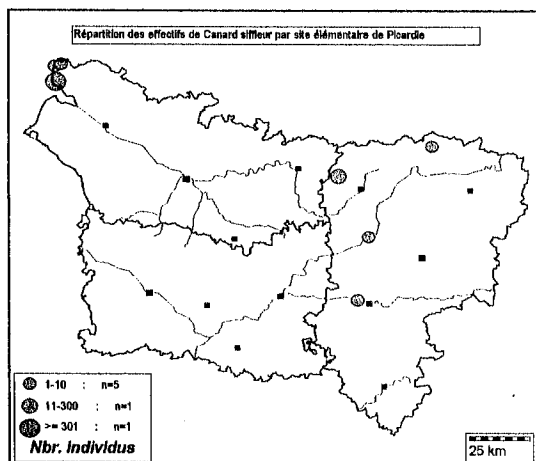 Répartition des effectifs de Canard siffleur par site élémentaire de Picardie
1-10 : n=5
11-300 : n=1
>= 301 : n=1
Nbr. Individus
25 km